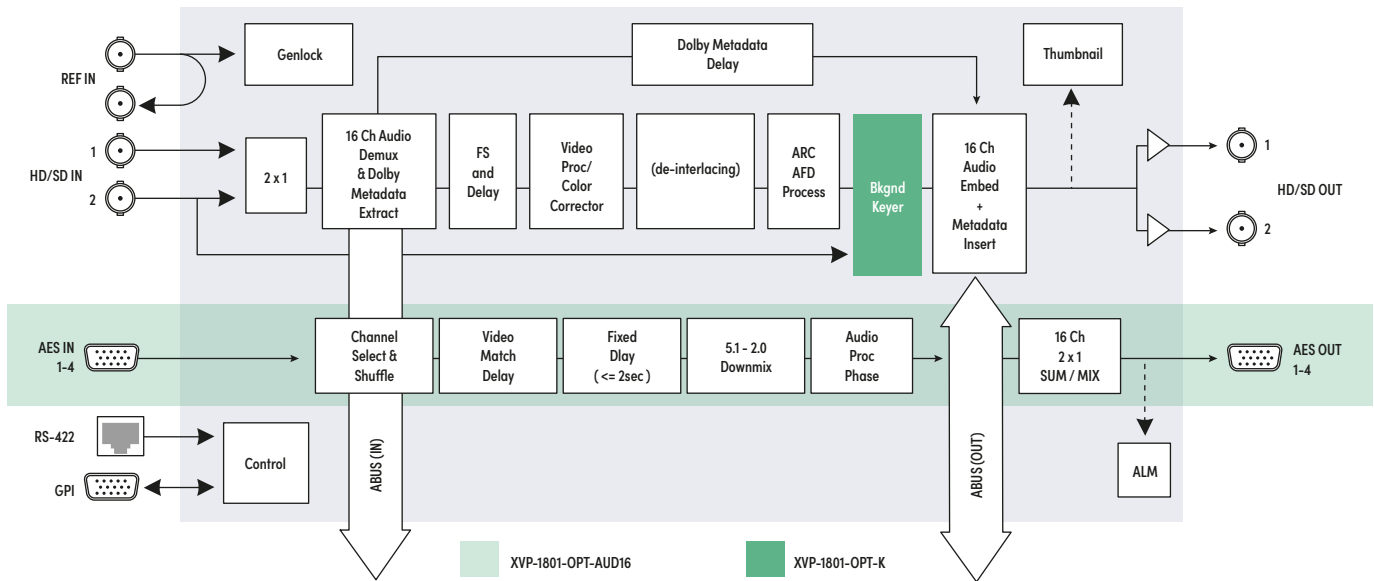 REF IN
Genlock
Dolby Metadata
Delay
Thumbnail
1
HD/SD IN
2
2 x 1
16 Ch Audio
Demux
& Dolby
Metadata
Extract
FS
and
Delay
Video
Proc/
Color
Corrector
(de-interlacing)
ARC
AFD
Process
Bkgnd
Keyer
16 Ch
Audio
Embed
+
Metadata
Insert
1
HD/SD OUT
2
AES IN
1-4
Channel
Select &
Shuffle
Video
Match
Delay
Fixed
Dlay
( <= 2sec )
5.1 - 2.0
Downmix
Audio
Proc
Phase
16 Ch
2 x 1
SUM / MIX
AES OUT
1-4
RS-422
GPI
Control
ABUS (IN)
ABUS (OUT)
ALM
XVP-1801-OPT-AUD16
XVP-1801-OPT-K